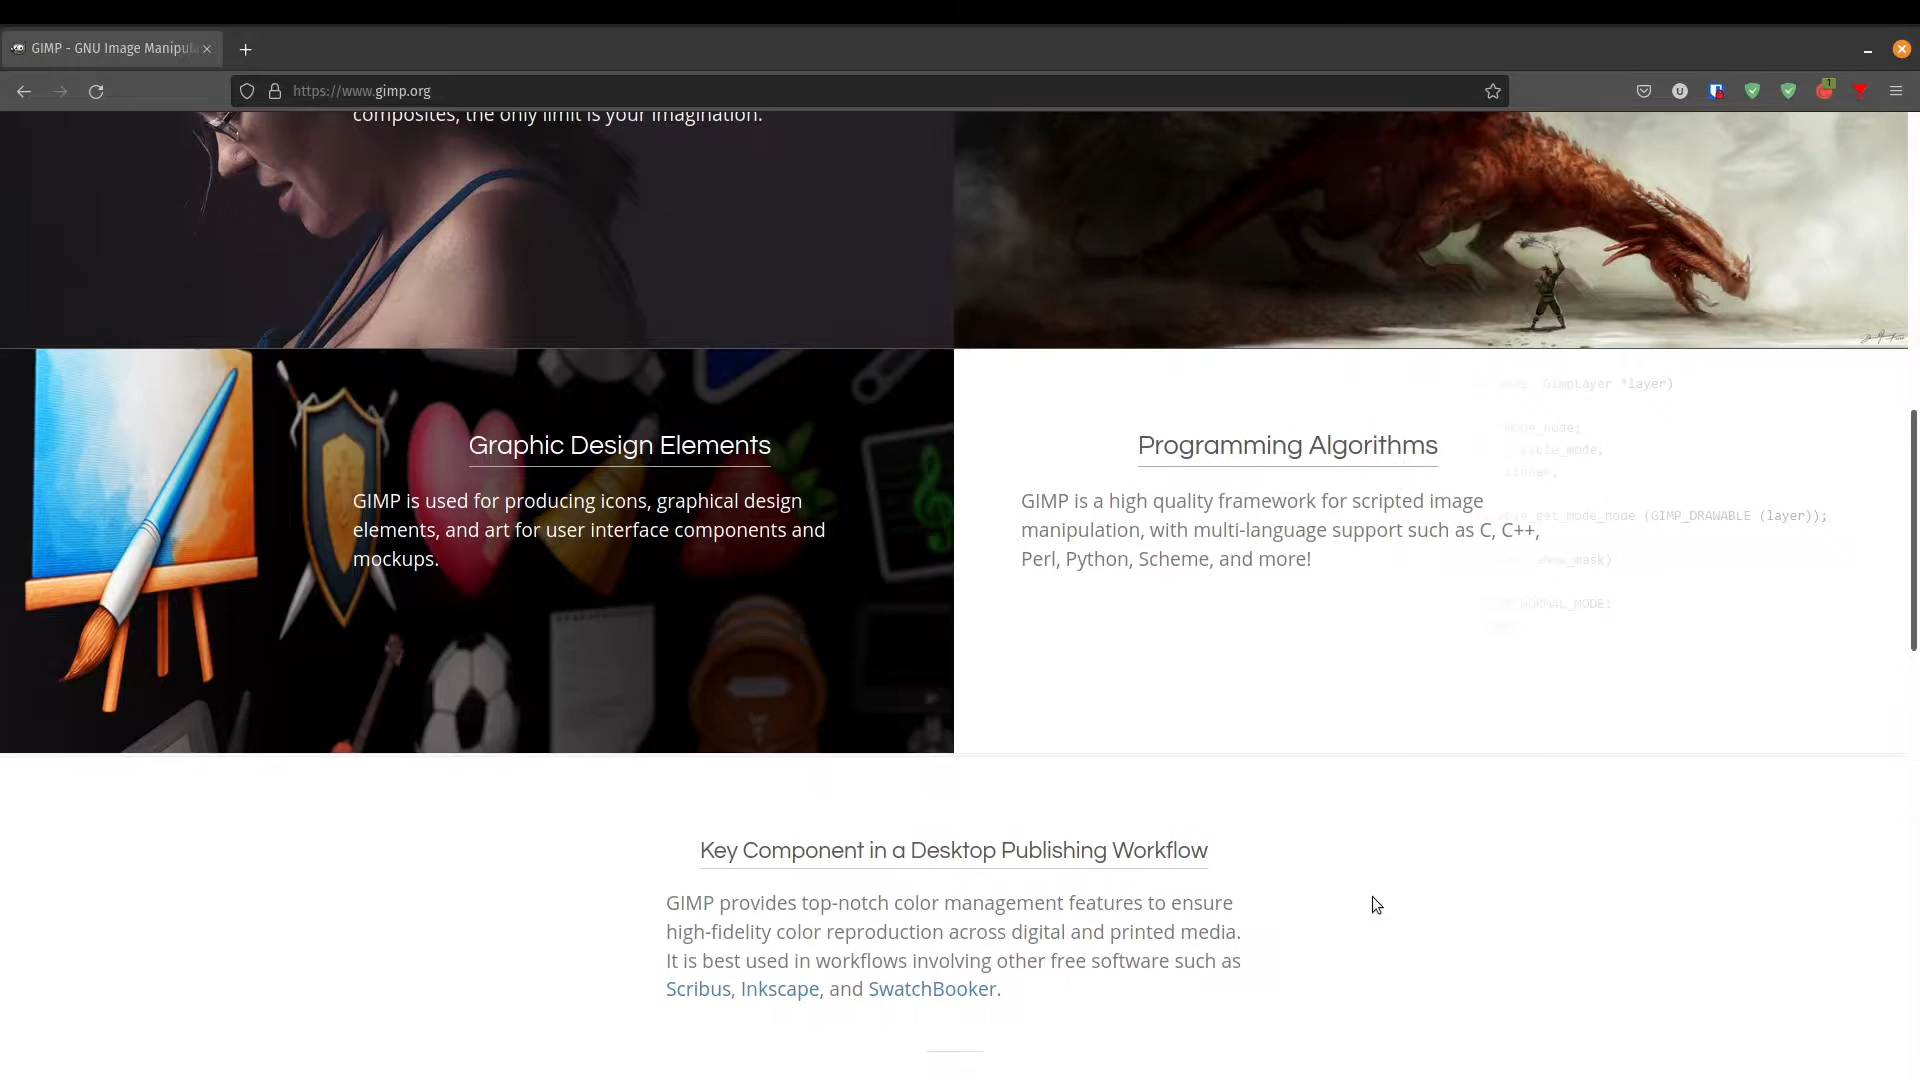 GIMP - GNU Image Manipul
https://www.gimp.org
1
composites, the only limit is your imagination.
Graphic Design Elements
GIMP is used for producing icons, graphical design
elements, and art for user interface components and
mockups.
Programming Algorithms
GIMP is a high quality framework for scripted image
manipulation, with multi-language support such as C, C++,
Perl, Python, Scheme, and more!
GimpLayer *layer)
mode_node;
get_mode_node (GIMP_DRAWABLE (layer));
show_mask)
NORMAL_MODE:
Key Component in a Desktop Publishing Workflow
GIMP provides top-notch color management features to ensure
high-fidelity color reproduction across digital and printed media.
It is best used in workflows involving other free software such as
Scribus, Inkscape, and SwatchBooker.